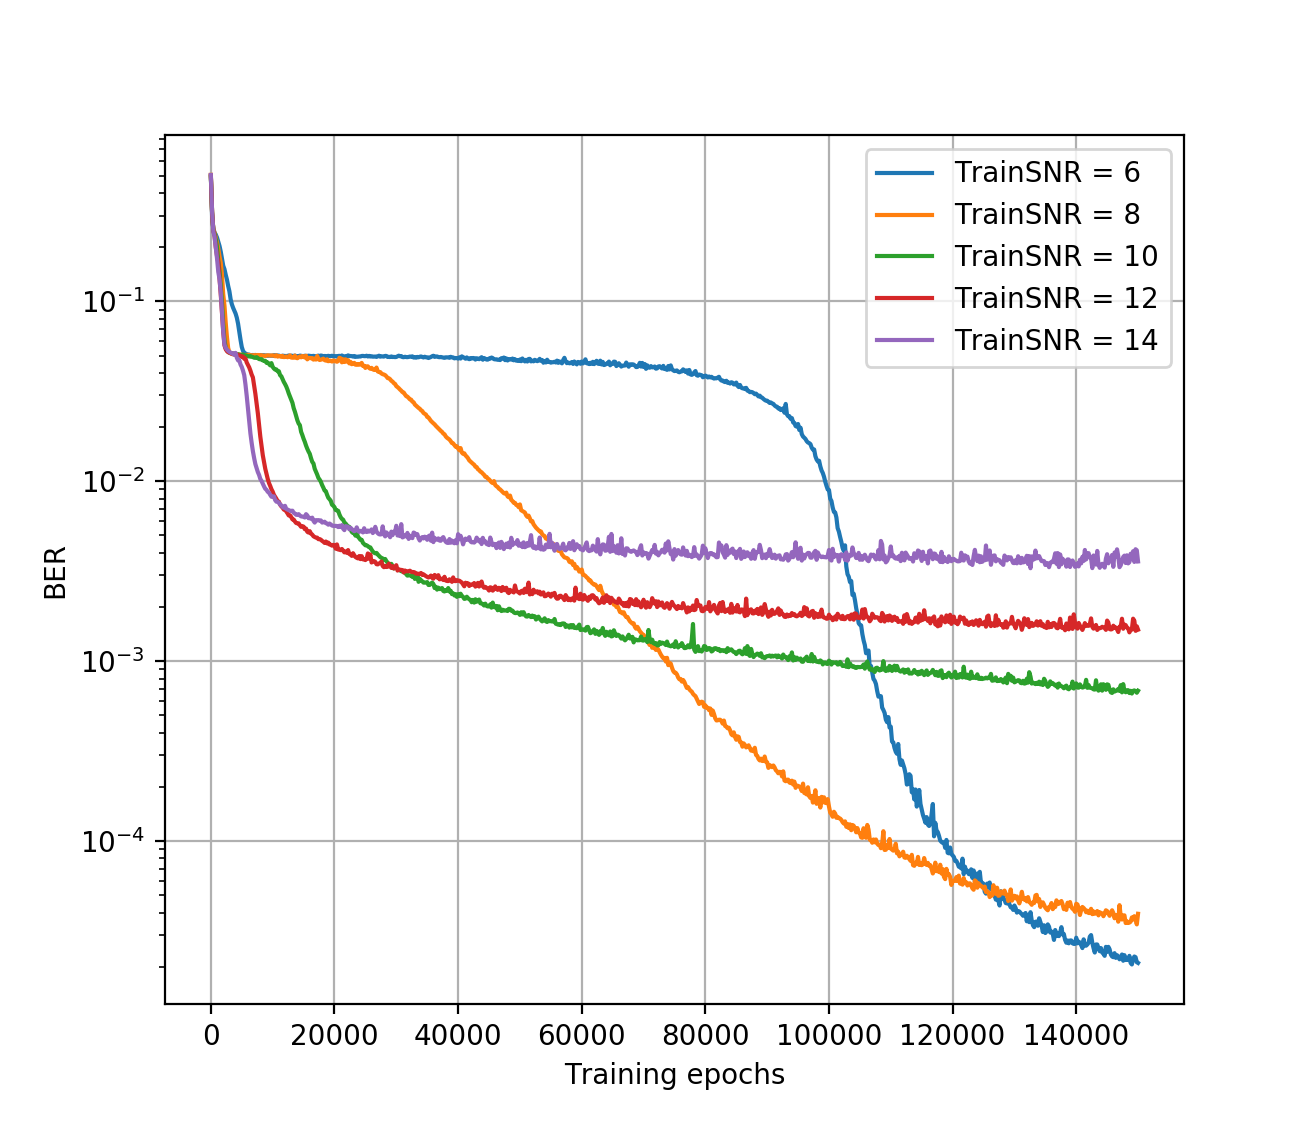 TrainSNR = 6
TrainSNR = 8
TrainSNR = 10
TrainSNR = 12
TrainSNR = 14
10⁻¹
10⁻²
10⁻³
10⁻⁴
BER
0 20000 40000 60000 80000 100000 120000 140000
Training epochs